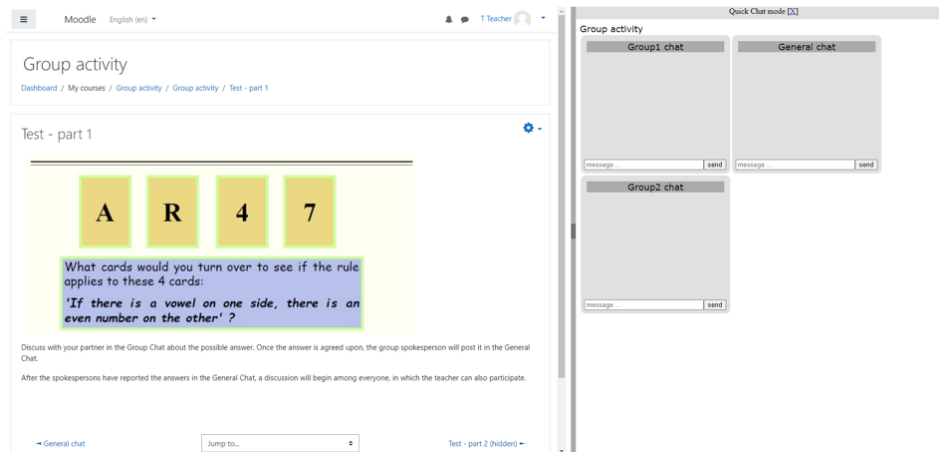 Moodle English (en)
T Teacher
Group activity
Dashboard / My courses / Group activity / Group activity / Test - part 1
Test - part 1
A R 4 7
What cards would you turn over to see if the rule
applies to these 4 cards:
'If there is a vowel on one side, there is an
even number on the other' ?
Discuss with your partner in the Group Chat about the possible answer. Once the answer is agreed upon, the group spokesperson will post it in the General
Chat.
After the spokespersons have reported the answers in the General Chat, a discussion will begin among everyone, in which the teacher can also participate.
◄ General chat
Jump to...
Test - part 2 (hidden) ►
Quick Chat mode [X]
Group activity
Group1 chat
message ... send
General chat
message ... send
Group2 chat
message ... send